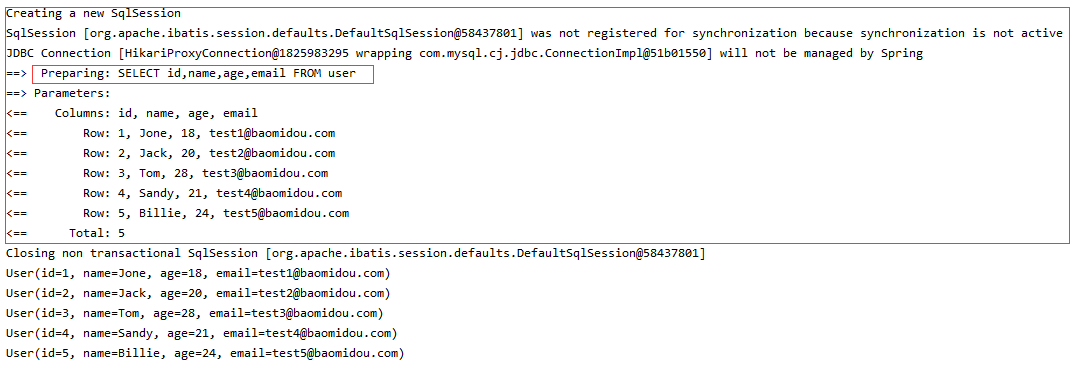 Creating a new SqlSession
SqlSession [org.apache.ibatis.session.defaults.DefaultSqlSession@58437801] was not registered for synchronization because synchronization is not active
JDBC Connection [HikariProxyConnection@1825983295 wrapping com.mysql.cj.jdbc.ConnectionImpl@51b01550] will not be managed by Spring
==>  Preparing: SELECT id,name,age,email FROM user
==> Parameters:
<==    Columns: id, name, age, email
<==        Row: 1, Jone, 18, test1@baomidou.com
<==        Row: 2, Jack, 20, test2@baomidou.com
<==        Row: 3, Tom, 28, test3@baomidou.com
<==        Row: 4, Sandy, 21, test4@baomidou.com
<==        Row: 5, Billie, 24, test5@baomidou.com
<==      Total: 5
Closing non transactional SqlSession [org.apache.ibatis.session.defaults.DefaultSqlSession@58437801]
User(id=1, name=Jone, age=18, email=test1@baomidou.com)
User(id=2, name=Jack, age=20, email=test2@baomidou.com)
User(id=3, name=Tom, age=28, email=test3@baomidou.com)
User(id=4, name=Sandy, age=21, email=test4@baomidou.com)
User(id=5, name=Billie, age=24, email=test5@baomidou.com)